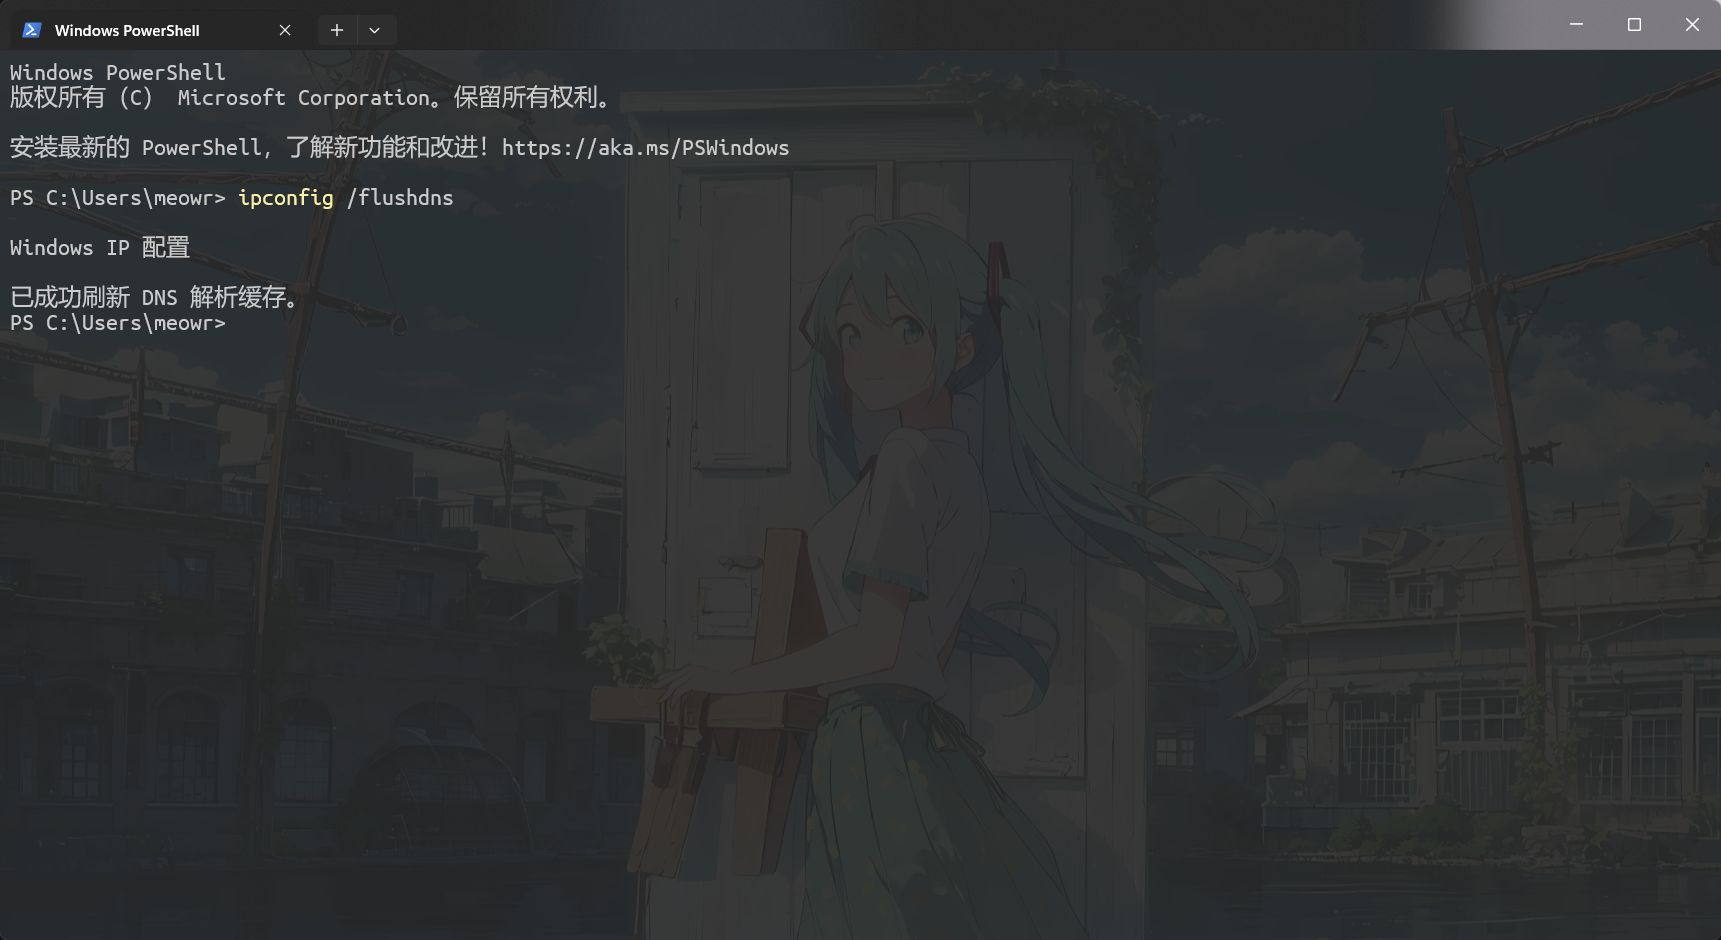 Windows PowerShell
Windows PowerShell
版权所有 (C)  Microsoft Corporation。保留所有权利。
安装最新的 PowerShell，了解新功能和改进！https://aka.ms/PSWindows
PS C:\Users\meowr> ipconfig /flushdns
Windows IP 配置
已成功刷新 DNS 解析缓存。
PS C:\Users\meowr>